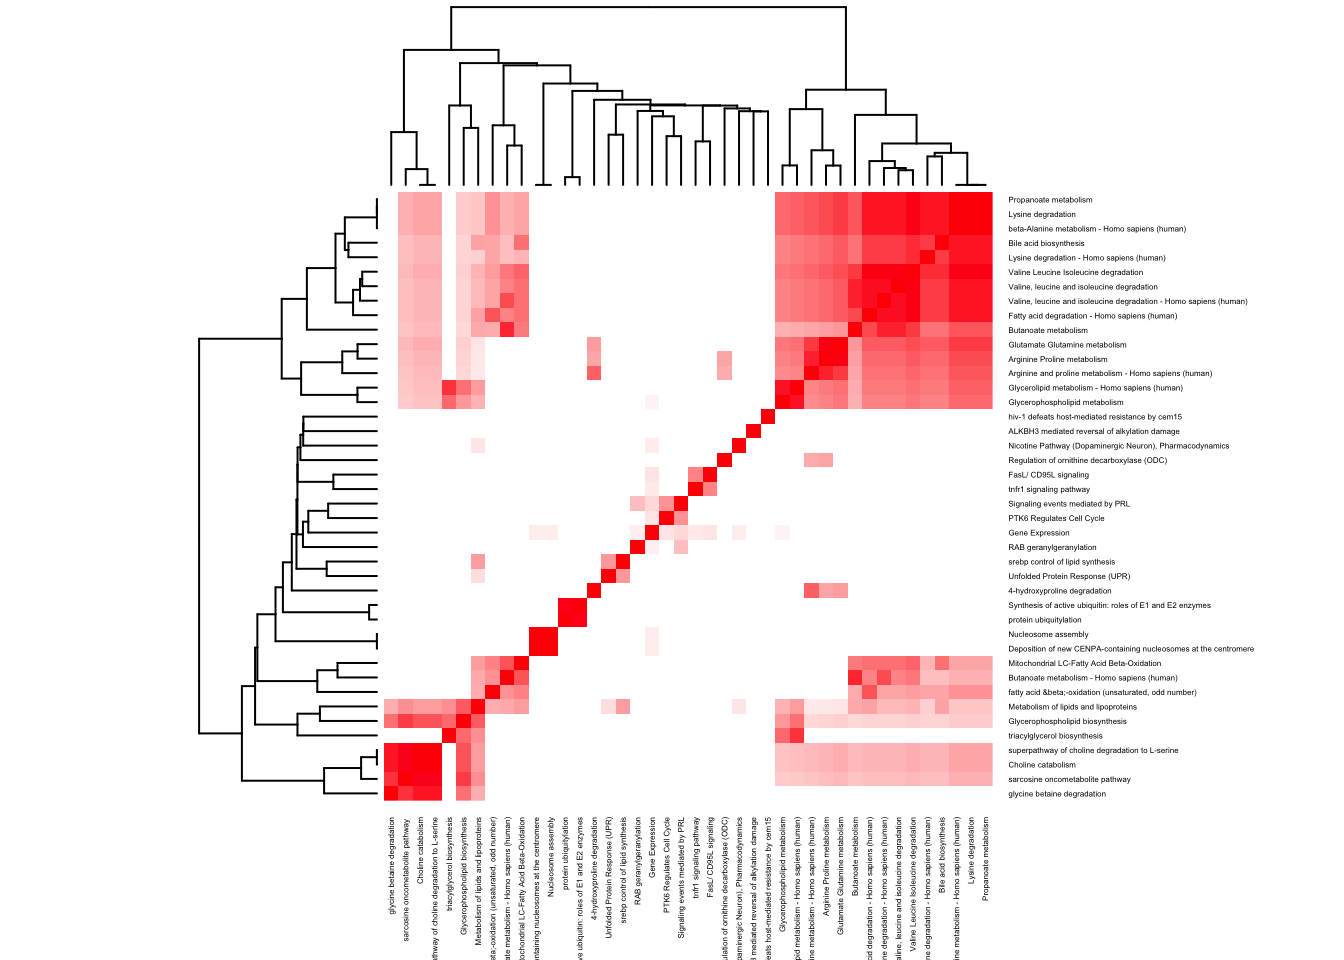 Propanoate metabolism
Lysine degradation
beta-Alanine metabolism - Homo sapiens (human)
Bile acid biosynthesis
Lysine degradation - Homo sapiens (human)
Valine Leucine Isoleucine degradation
Valine, leucine and isoleucine degradation
Valine, leucine and isoleucine degradation - Homo sapiens (human)
Fatty acid degradation - Homo sapiens (human)
Butanoate metabolism
Glutamate Glutamine metabolism
Arginine Proline metabolism
Arginine and proline metabolism - Homo sapiens (human)
Glycerolipid metabolism - Homo sapiens (human)
Glycerophospholipid metabolism
hiv-1 defeats host-mediated resistance by cem15
ALKBH3 mediated reversal of alkylation damage
Nicotine Pathway (Dopaminergic Neuron), Pharmacodynamics
Regulation of ornithine decarboxylase (ODC)
FasL/ CD95L signaling
tnfr1 signaling pathway
Signaling events mediated by PRL
PTK6 Regulates Cell Cycle
Gene Expression
RAB geranylgeranylation
srebp control of lipid synthesis
Unfolded Protein Response (UPR)
4-hydroxyproline degradation
Synthesis of active ubiquitin: roles of E1 and E2 enzymes
protein ubiquitylation
Nucleosome assembly
Deposition of new CENPA-containing nucleosomes at the centromere
Mitochondrial LC-Fatty Acid Beta-Oxidation
Butanoate metabolism - Homo sapiens (human)
fatty acid &beta;-oxidation (unsaturated, odd number)
Metabolism of lipids and lipoproteins
Glycerophospholipid biosynthesis
triacylglycerol biosynthesis
superpathway of choline degradation to L-serine
Choline catabolism
sarcosine oncometabolite pathway
glycine betaine degradation
glycine betaine degradation
sarcosine oncometabolite pathway
Choline catabolism
thway of choline degradation to L-serine
triacylglycerol biosynthesis
Glycerophospholipid biosynthesis
Metabolism of lipids and lipoproteins
eta;-oxidation (unsaturated, odd number)
ate metabolism - Homo sapiens (human)
tochondrial LC-Fatty Acid Beta-Oxidation
ontaining nucleosomes at the centromere
Nucleosome assembly
protein ubiquitylation
ve ubiquitin: roles of E1 and E2 enzymes
4-hydroxyproline degradation
Unfolded Protein Response (UPR)
srebp control of lipid synthesis
RAB geranylgeranylation
Gene Expression
PTK6 Regulates Cell Cycle
Signaling events mediated by PRL
tnfr1 signaling pathway
FasL/ CD95L signaling
ulation of ornithine decarboxylase (ODC)
paminergic Neuron), Pharmacodynamics
3 mediated reversal of alkylation damage
eats host-mediated resistance by cem15
Glycerophospholipid metabolism
pid metabolism - Homo sapiens (human)
ine metabolism - Homo sapiens (human)
Arginine Proline metabolism
Glutamate Glutamine metabolism
Butanoate metabolism
cid degradation - Homo sapiens (human)
ne degradation - Homo sapiens (human)
aline, leucine and isoleucine degradation
Valine Leucine Isoleucine degradation
ne degradation - Homo sapiens (human)
Bile acid biosynthesis
ine metabolism - Homo sapiens (human)
Lysine degradation
Propanoate metabolism